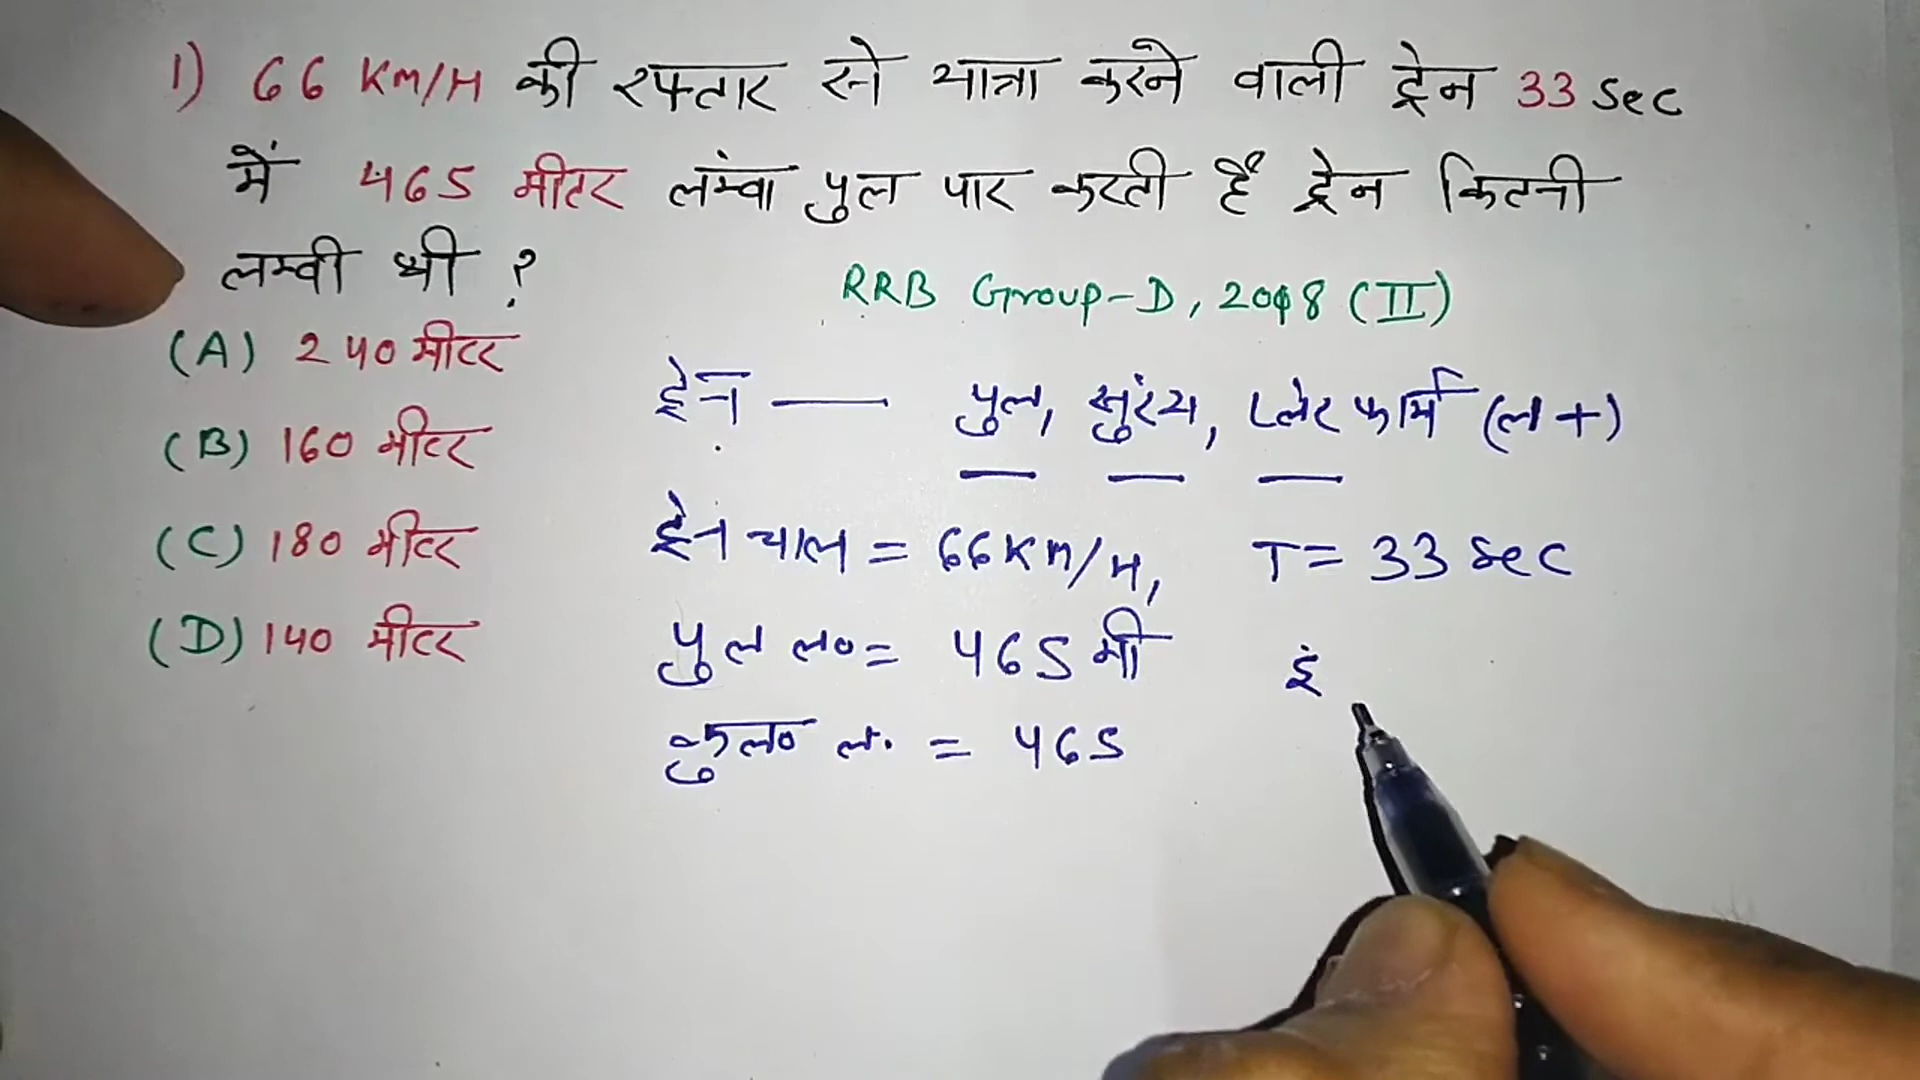 1) 66 KM/H की रफ्तार से यात्रा करने वाली ट्रेन 33 sec
में 465 मीटर लंम्वा पुल पार करती है ट्रेन कितनी
लम्वी थी ?
RRB Group-D, 2018 (II)
(A) 240 मीटर
(B) 160 मीटर
(C) 180 मीटर
(D) 140 मीटर
ट्रेन — पुल, सुरंग, प्लेटफार्म (ल +)
ट्रेन चाल = 66 KM/H, T = 33 sec
पुल ल० = 465 मी
कुल० ल. = 465